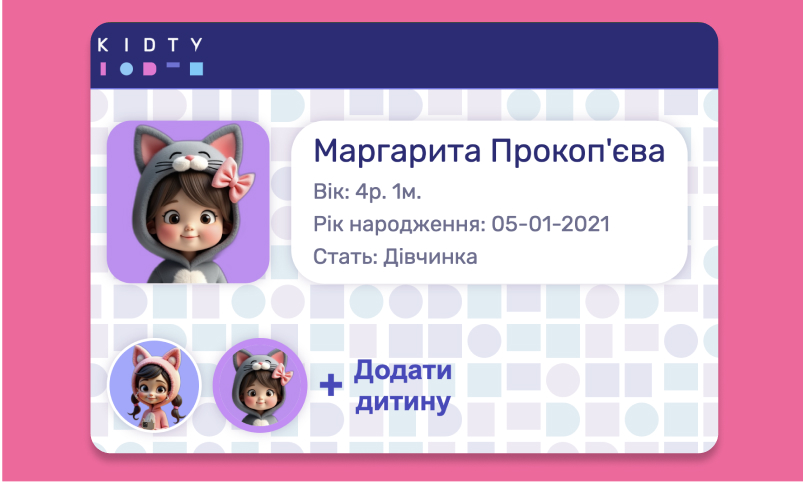 KIDTY
Маргарита Прокоп'єва
Вік: 4р. 1м.
Рік народження: 05-01-2021
Стать: Дівчинка
+ Додати
дитину